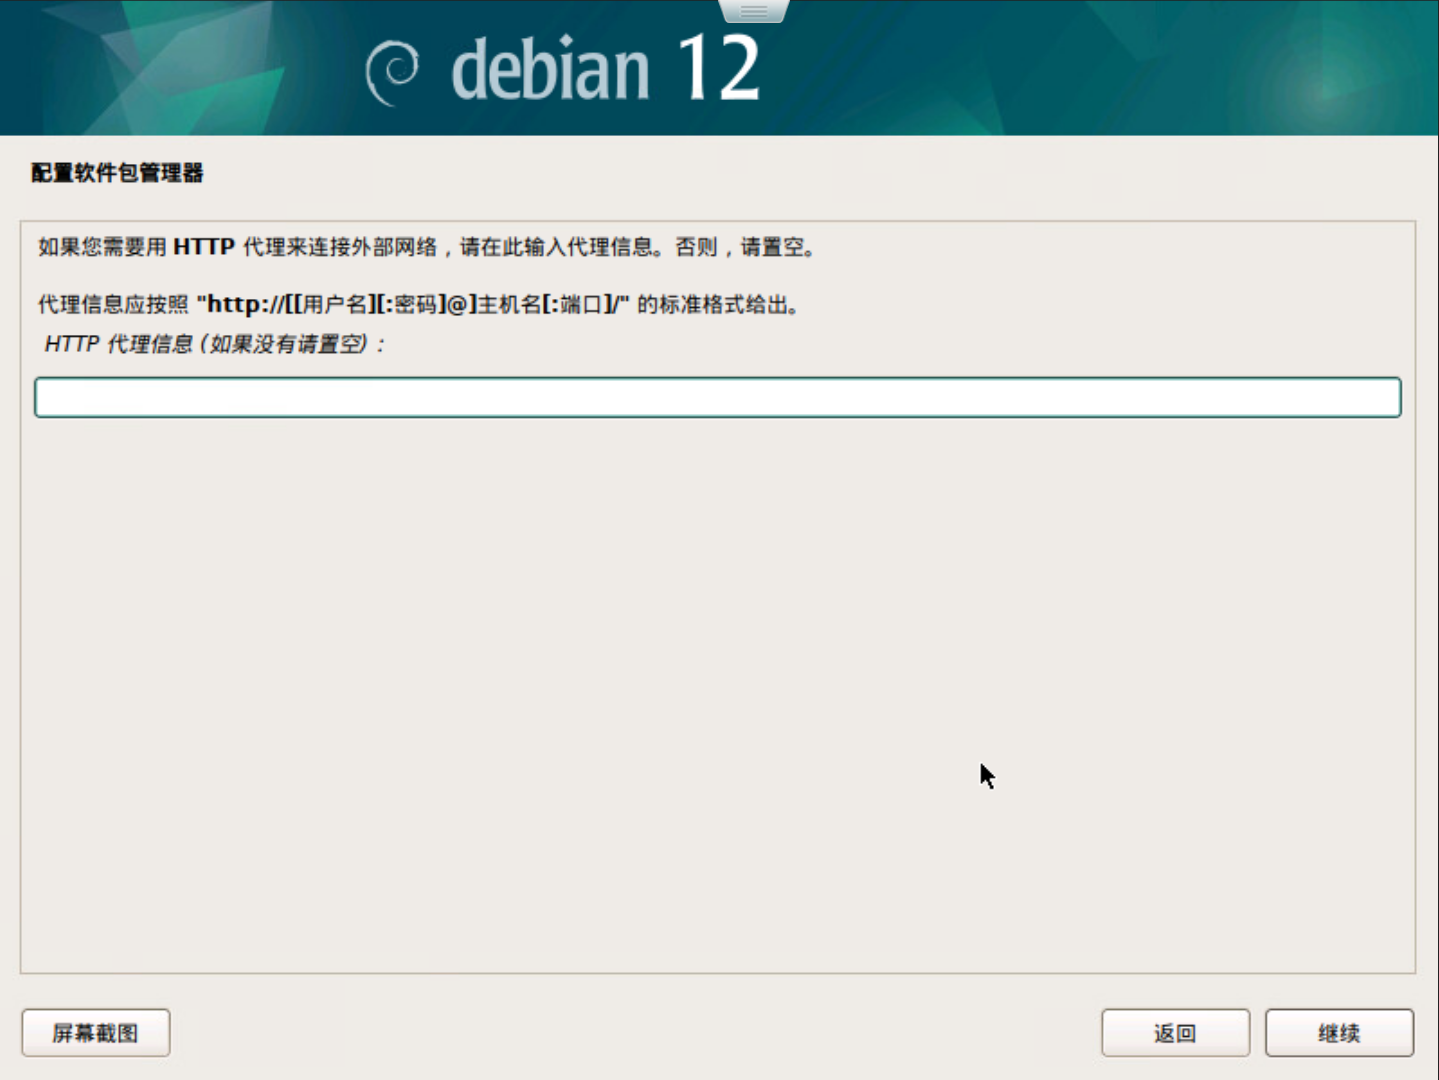 debian 12
配置软件包管理器
如果您需要用 HTTP 代理来连接外部网络，请在此输入代理信息。否则，请置空。
代理信息应按照 "http://[[用户名][:密码]@]主机名[:端口]/" 的标准格式给出。
HTTP 代理信息 (如果没有请置空)：
屏幕截图
返回
继续